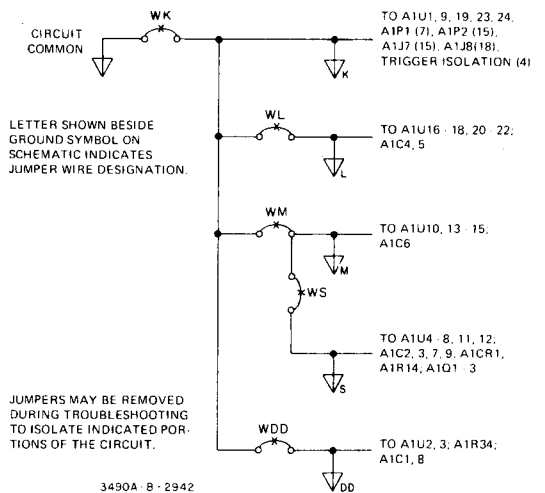 WK
CIRCUIT
COMMON
TO A1U1, 9, 19, 23, 24,
A1P1 (7), A1P2 (15),
A1J7 (15), A1J8(18),
TRIGGER ISOLATION (4)
K
LETTER SHOWN BESIDE
GROUND SYMBOL ON
SCHEMATIC INDICATES
JUMPER WIRE DESIGNATION.
WL
TO A1U16 - 18, 20 - 22;
A1C4, 5
L
WM
TO A1U10, 13 - 15;
A1C6
M
WS
TO A1U4 - 8, 11, 12;
A1C2, 3, 7, 9, A1CR1,
A1R14; A1Q1 - 3
S
JUMPERS MAY BE REMOVED
DURING TROUBLESHOOTING
TO ISOLATE INDICATED POR-
TIONS OF THE CIRCUIT.
WDD
TO A1U2, 3; A1R34;
A1C1, 8
DD
3490A - 8 - 2942